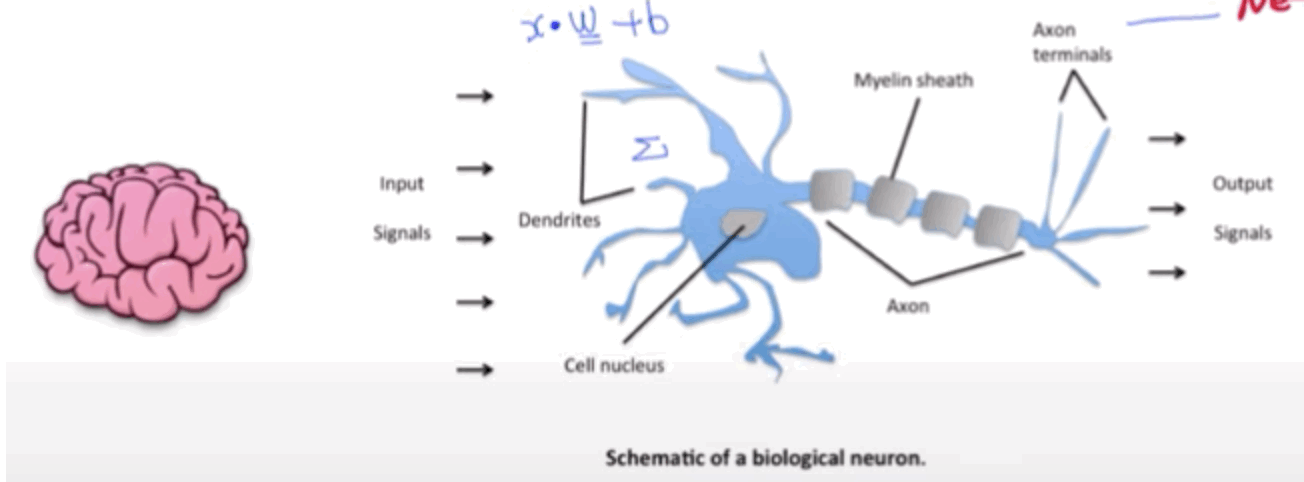 x·w + b
Axon
terminals
Myelin sheath
Σ
Input
Signals
Dendrites
Output
Signals
Axon
Cell nucleus
Schematic of a biological neuron.